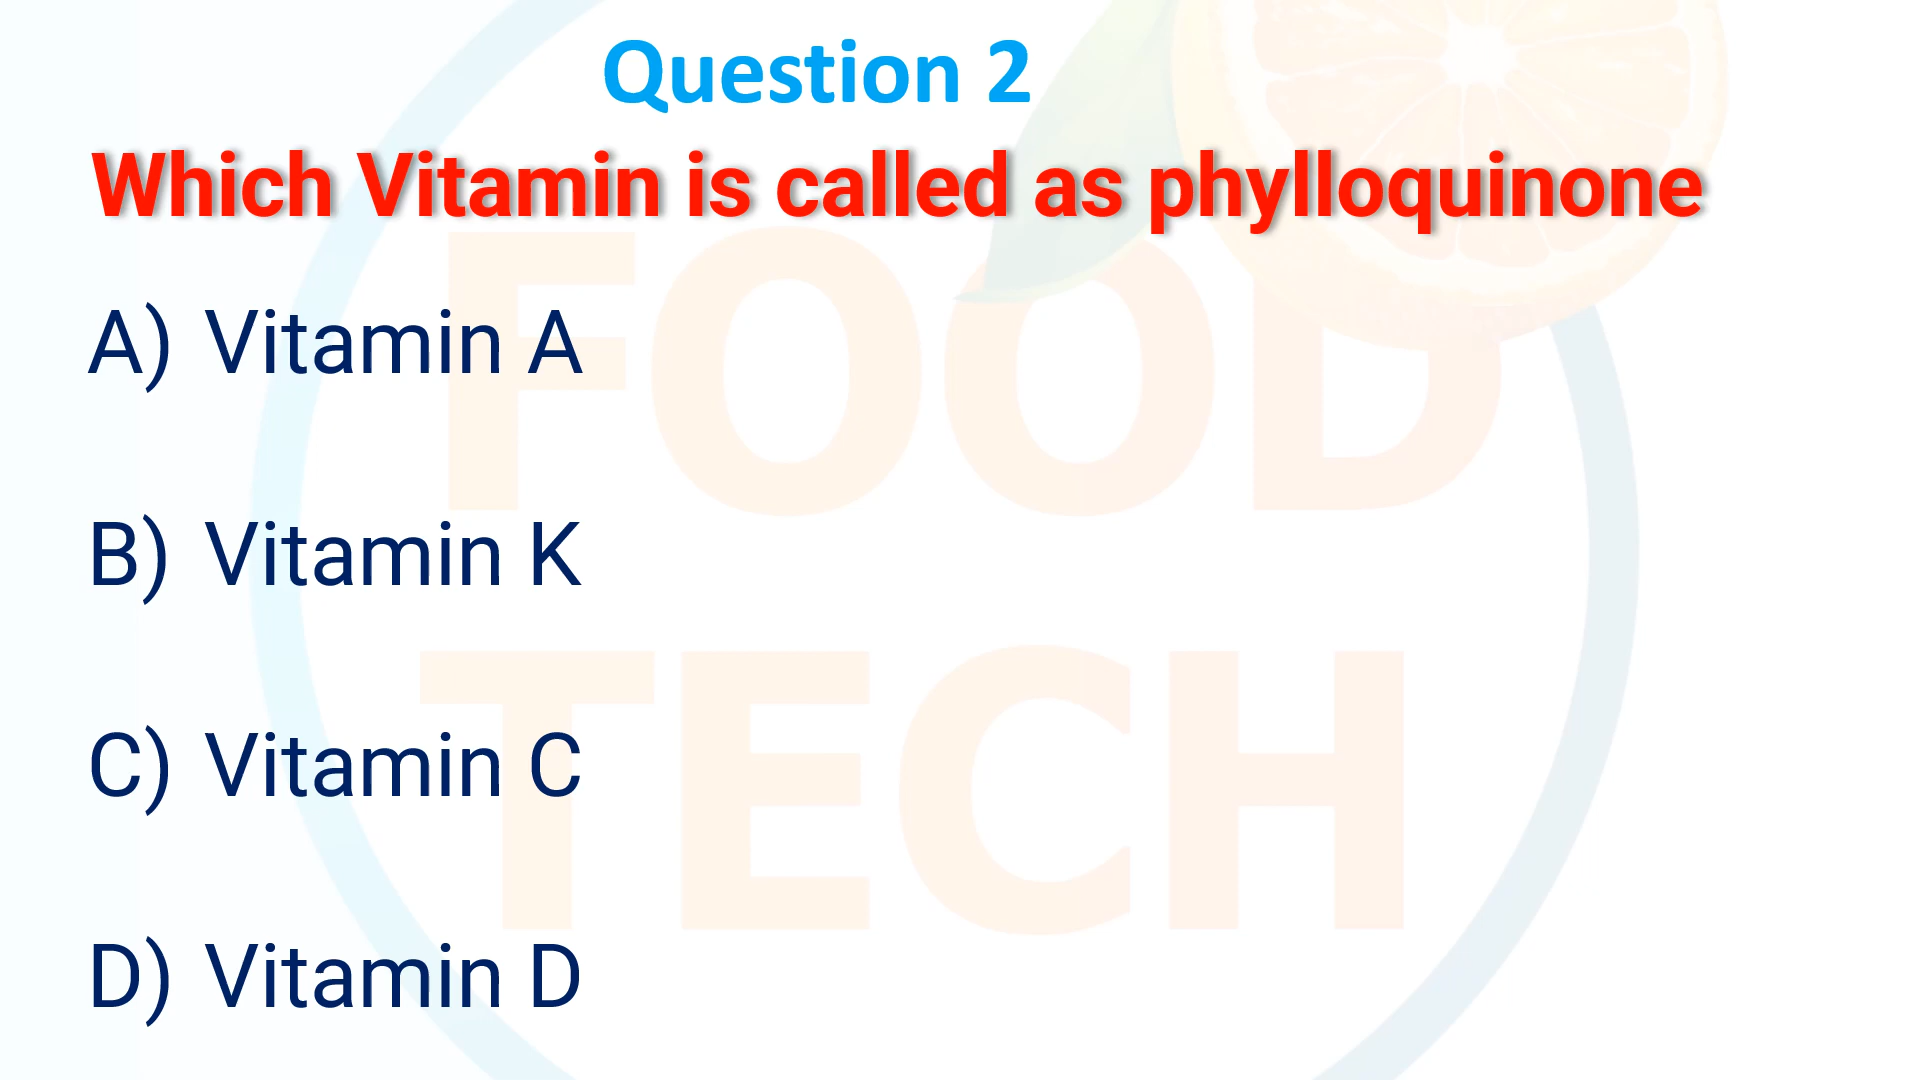 Question 2
Which Vitamin is called as phylloquinone
A) Vitamin A
B) Vitamin K
C) Vitamin C
D) Vitamin D
FOOD
TECH